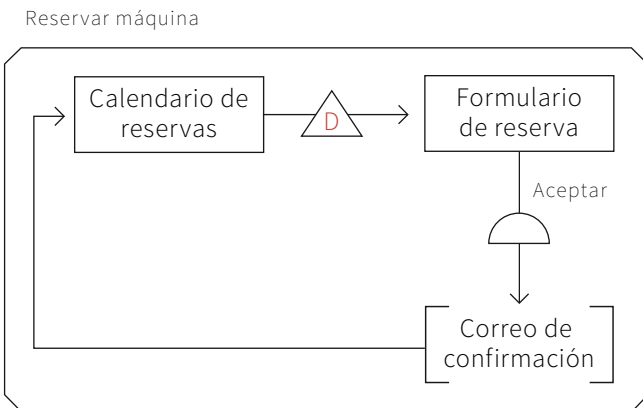 Reservar máquina
Calendario de
reservas
D
Formulario
de reserva
Aceptar
Correo de
confirmación